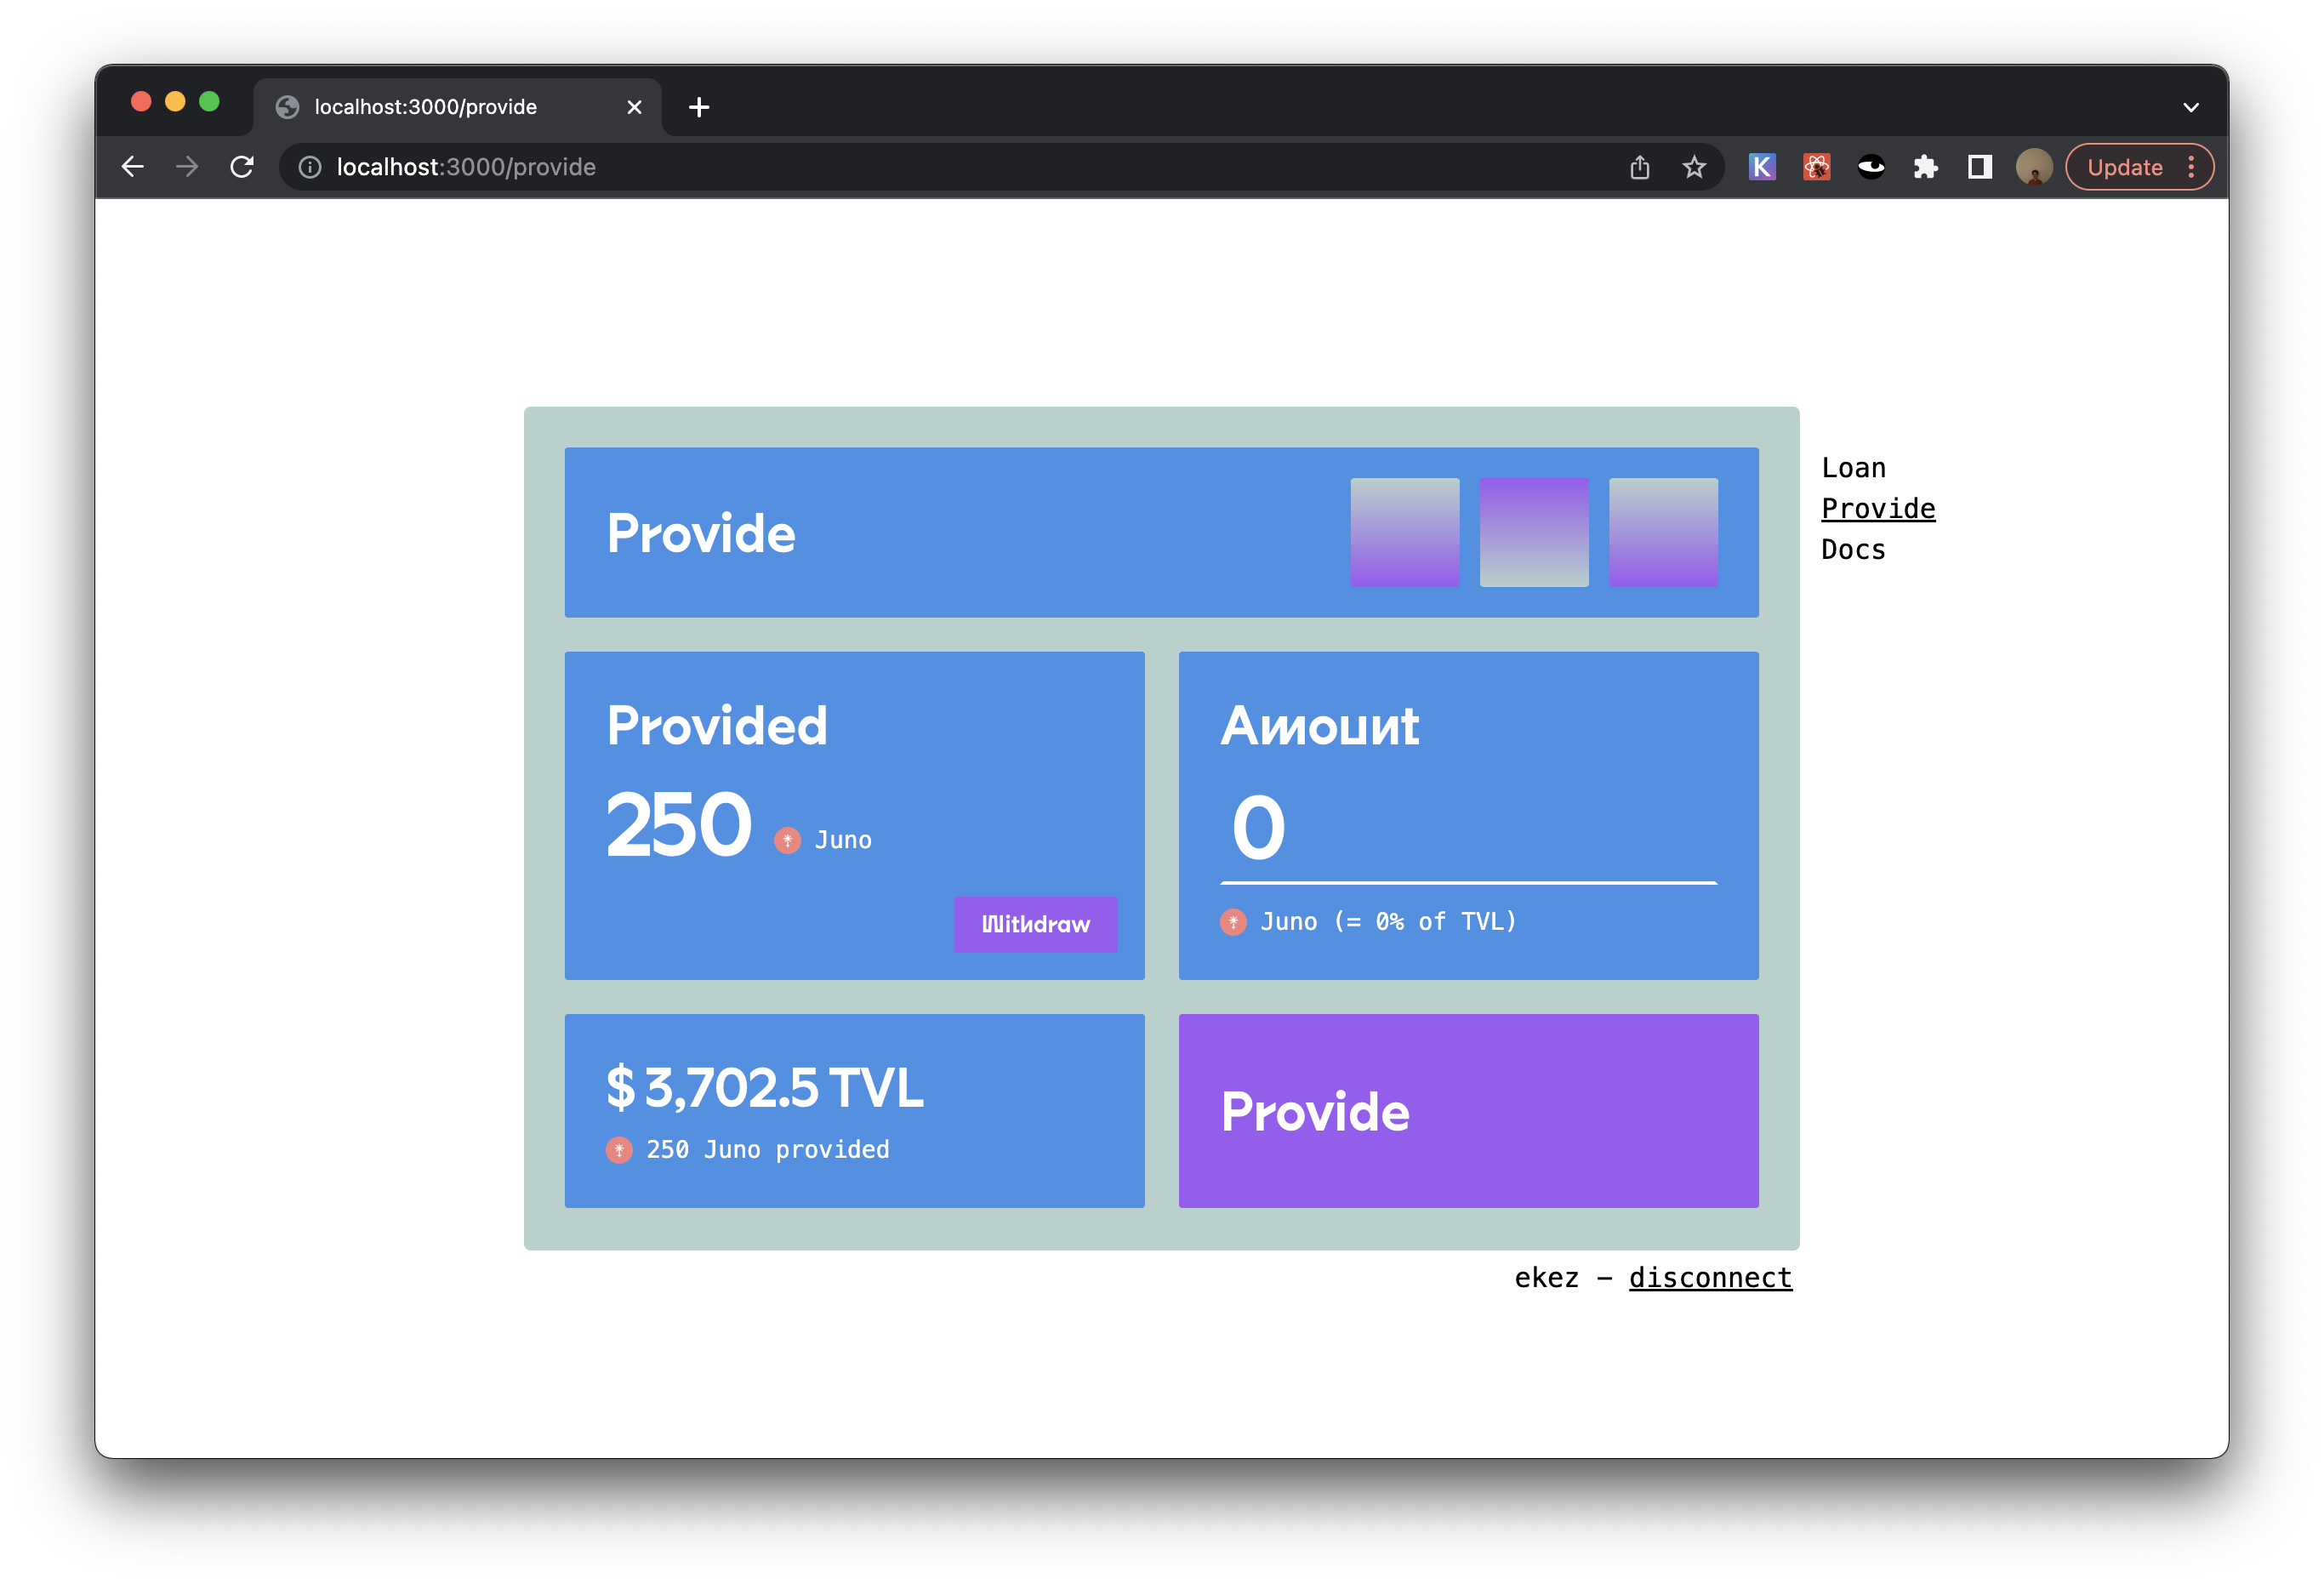 localhost:3000/provide
localhost:3000/provide
K
Update
Provide
Loan
Provide
Docs
Provided
250 Juno
Withdraw
Amount
0
Juno (= 0% of TVL)
$ 3,702.5 TVL
250 Juno provided
Provide
ekez – disconnect